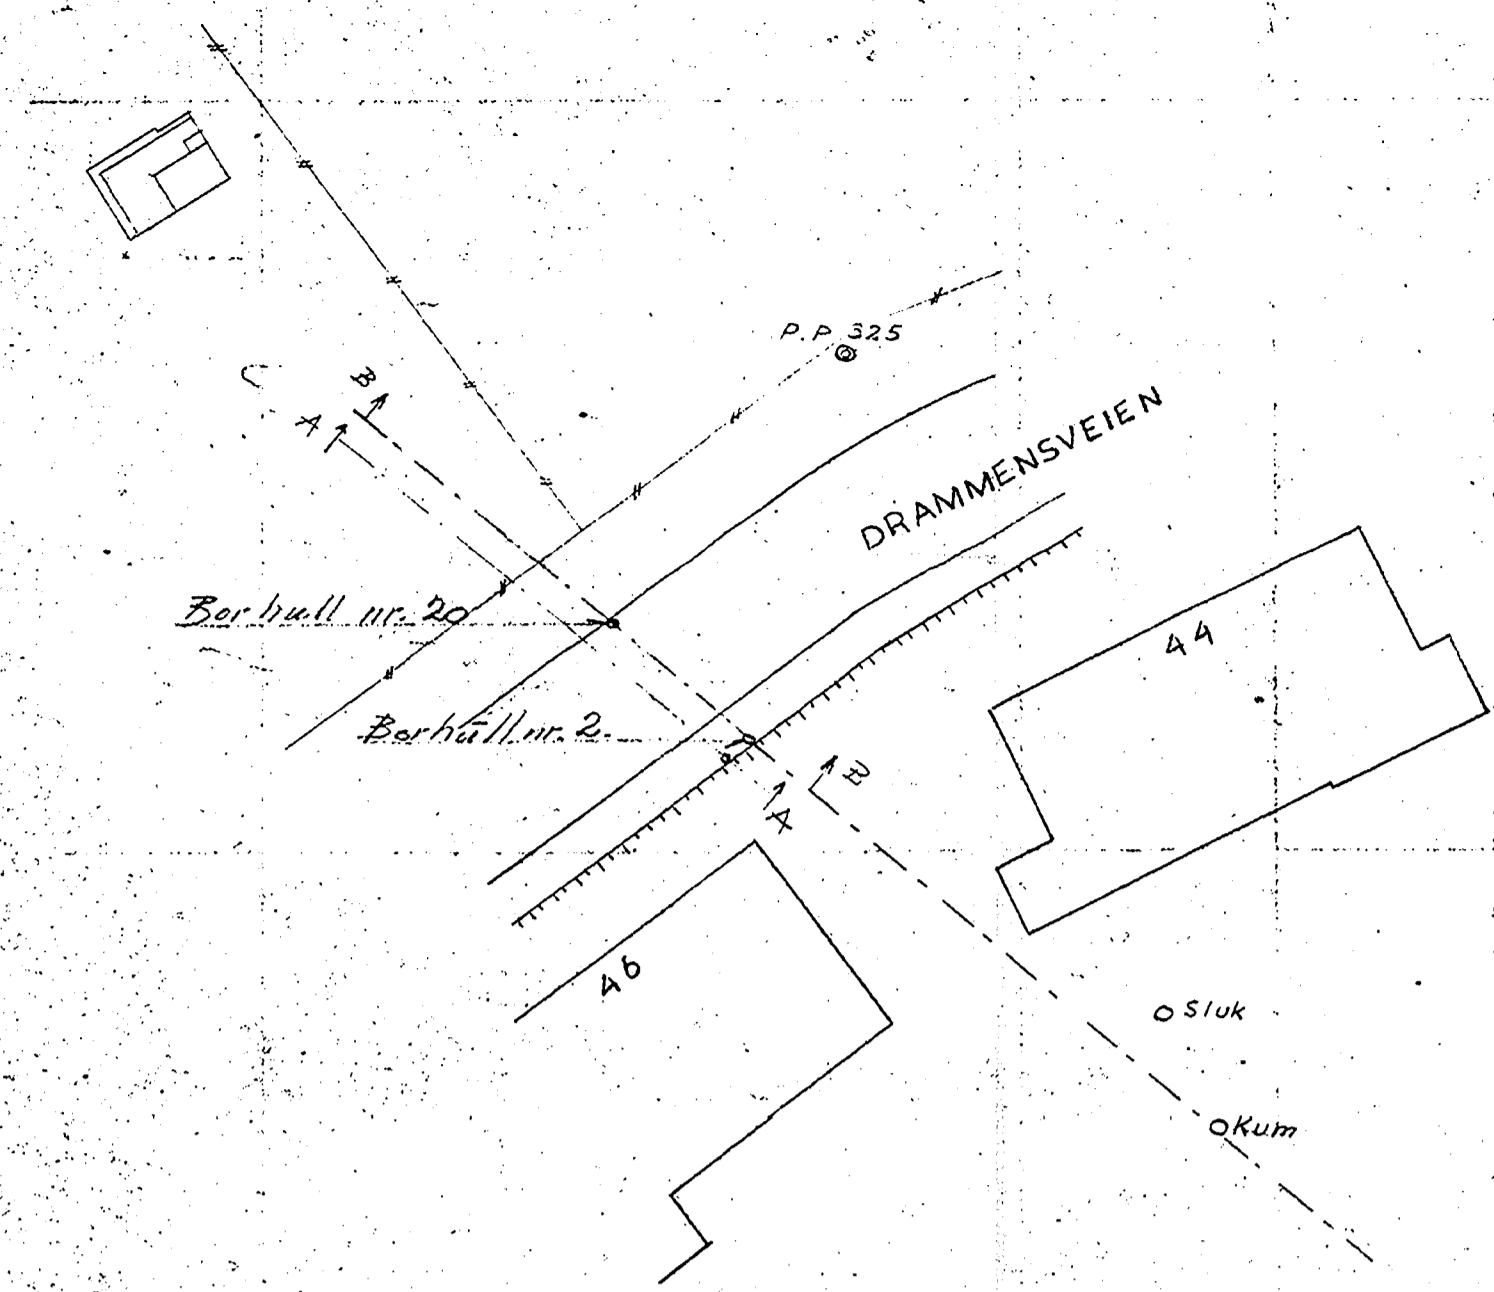 P.P. 325
B
A
DRAMMENSVEIEN
Borhull nr. 20
44
Borhull nr. 2.
B
A
46
Sluk
Kum